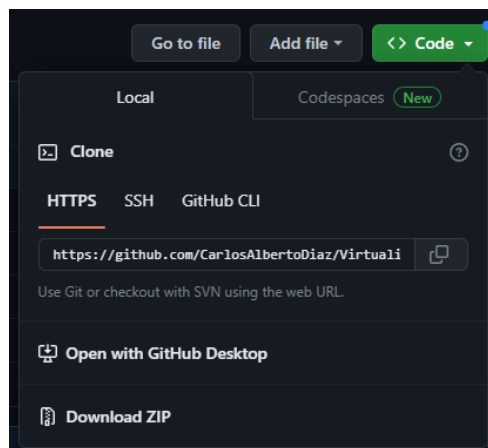 Go to file Add file <> Code
Local Codespaces New
Clone
HTTPS SSH GitHub CLI
https://github.com/CarlosAlbertoDiaz/Virtuali
Use Git or checkout with SVN using the web URL.
Open with GitHub Desktop
Download ZIP